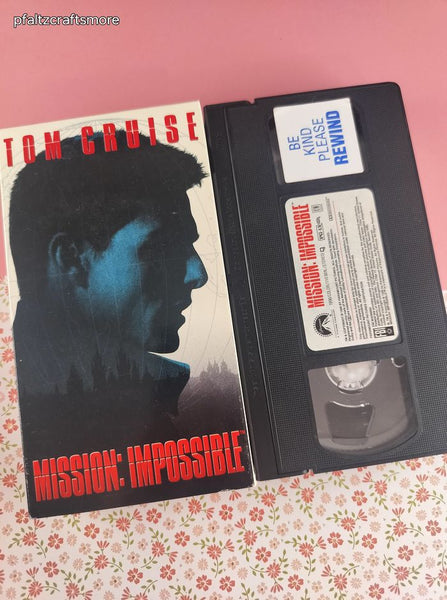 pfaltzcraftsmore
TOM CRUISE
MISSION: IMPOSSIBLE
BE
KIND
PLEASE
REWIND
MISSION: IMPOSSIBLE